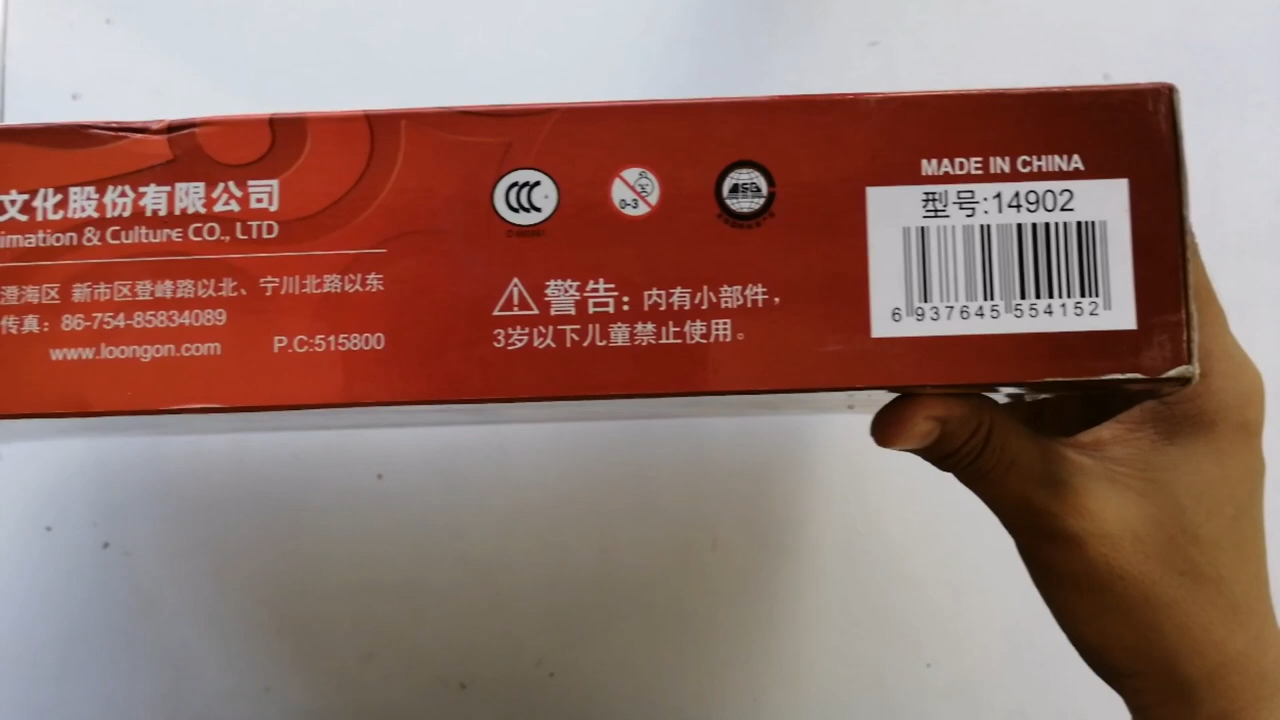 文化股份有限公司
imation & Culture CO., LTD
澄海区 新市区登峰路以北、宁川北路以东
传真：86-754-85834089
www.loongon.com P.C:515800
0-3
警告：内有小部件，
3岁以下儿童禁止使用。
MADE IN CHINA
型号:14902
6 937645 554152